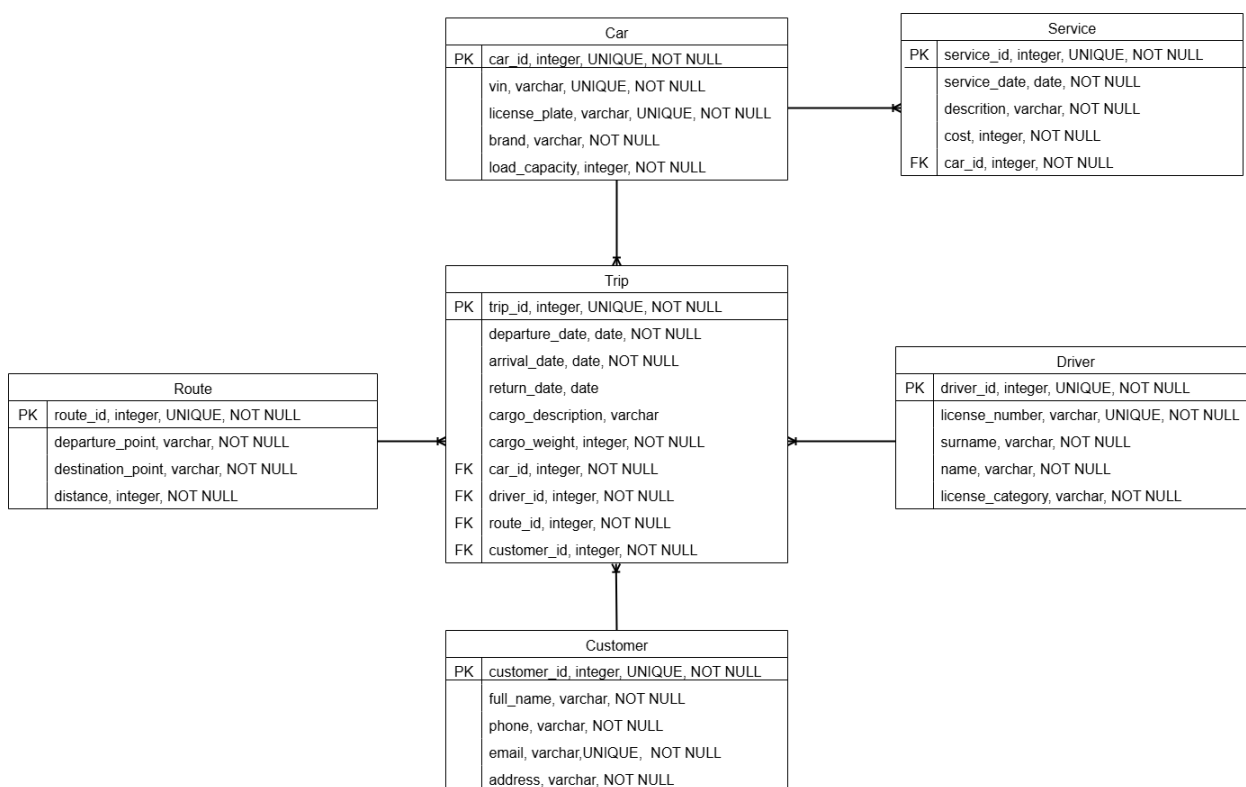 Car
PK car_id, integer, UNIQUE, NOT NULL
vin, varchar, UNIQUE, NOT NULL
license_plate, varchar, UNIQUE, NOT NULL
brand, varchar, NOT NULL
load_capacity, integer, NOT NULL
Service
PK service_id, integer, UNIQUE, NOT NULL
service_date, date, NOT NULL
descrition, varchar, NOT NULL
cost, integer, NOT NULL
FK car_id, integer, NOT NULL
Trip
PK trip_id, integer, UNIQUE, NOT NULL
departure_date, date, NOT NULL
arrival_date, date, NOT NULL
return_date, date
cargo_description, varchar
cargo_weight, integer, NOT NULL
FK car_id, integer, NOT NULL
FK driver_id, integer, NOT NULL
FK route_id, integer, NOT NULL
FK customer_id, integer, NOT NULL
Route
PK route_id, integer, UNIQUE, NOT NULL
departure_point, varchar, NOT NULL
destination_point, varchar, NOT NULL
distance, integer, NOT NULL
Driver
PK driver_id, integer, UNIQUE, NOT NULL
license_number, varchar, UNIQUE, NOT NULL
surname, varchar, NOT NULL
name, varchar, NOT NULL
license_category, varchar, NOT NULL
Customer
PK customer_id, integer, UNIQUE, NOT NULL
full_name, varchar, NOT NULL
phone, varchar, NOT NULL
email, varchar,UNIQUE, NOT NULL
address, varchar, NOT NULL